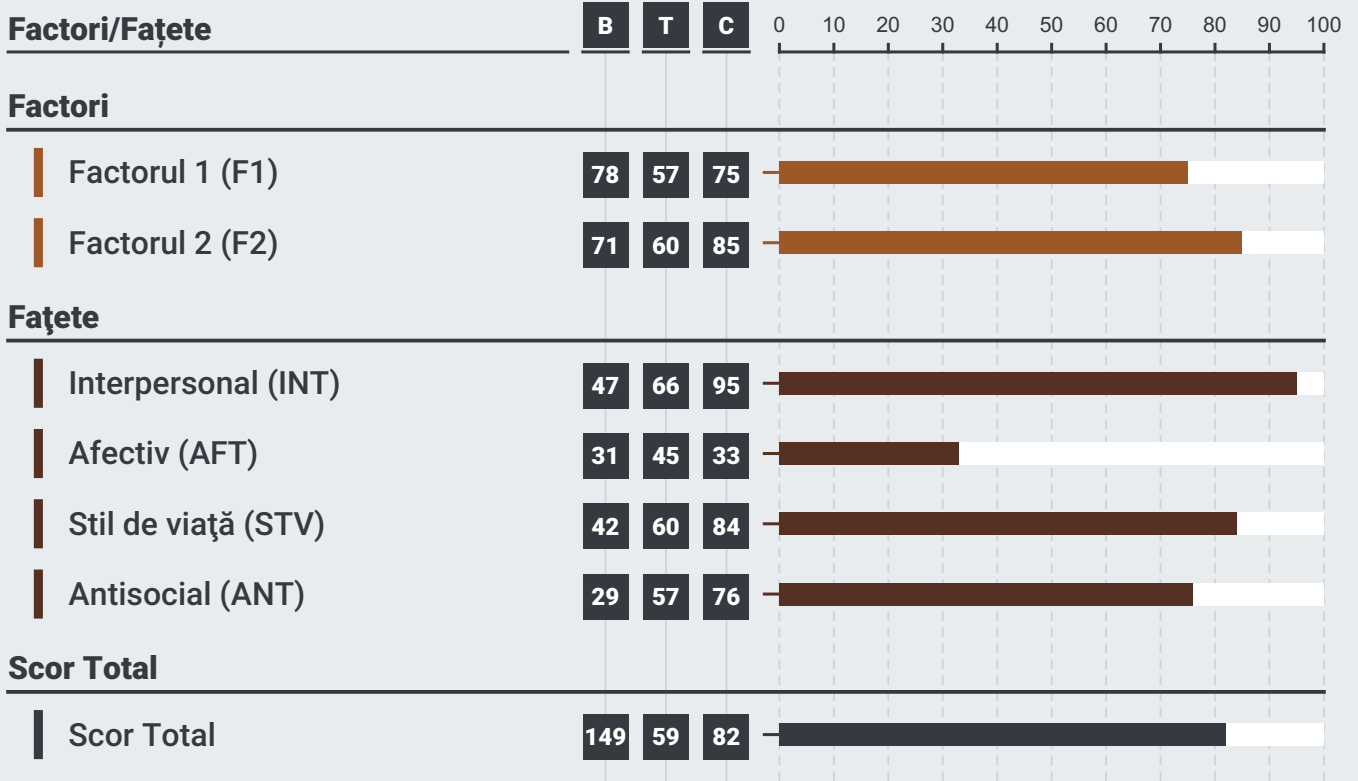 Factori/Fațete B T C 0 10 20 30 40 50 60 70 80 90 100
Factori
Factorul 1 (F1) 78 57 75
Factorul 2 (F2) 71 60 85
Faţete
Interpersonal (INT) 47 66 95
Afectiv (AFT) 31 45 33
Stil de viaţă (STV) 42 60 84
Antisocial (ANT) 29 57 76
Scor Total
Scor Total 149 59 82